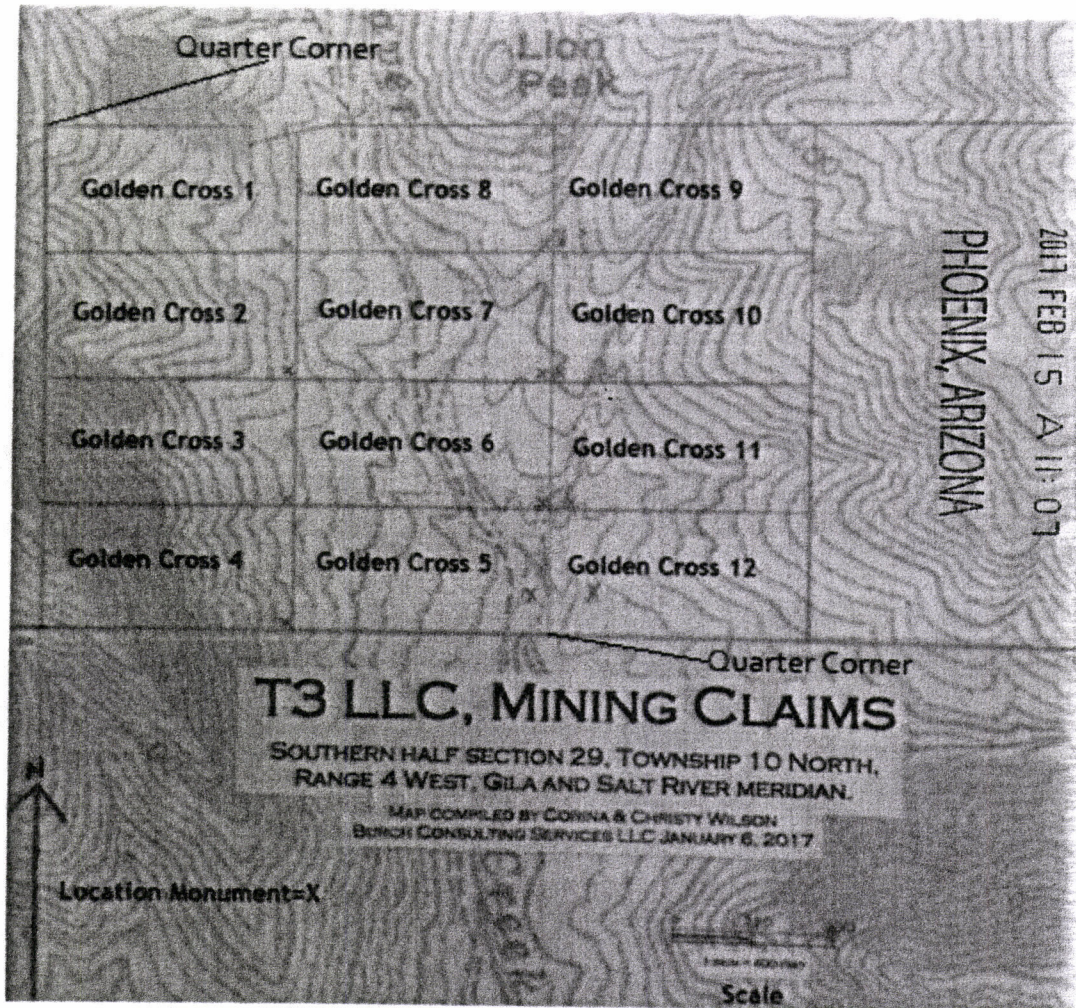 Quarter Corner
Lion
Peak
Golden Cross 1
Golden Cross 8
Golden Cross 9
Golden Cross 2
Golden Cross 7
Golden Cross 10
Golden Cross 3
Golden Cross 6
Golden Cross 11
Golden Cross 4
Golden Cross 5
Golden Cross 12
X
X
PHOENIX, ARIZONA
2017 FEB 15 A 11: 07
Quarter Corner
T3 LLC, MINING CLAIMS
SOUTHERN HALF SECTION 29, TOWNSHIP 10 NORTH,
RANGE 4 WEST, GILA AND SALT RIVER MERIDIAN.
MAP COMPILED BY CORINA & CHRISTY WILSON
CONSULTING SERVICES LLC JANUARY 6, 2017
N
Location Monument=X
Creek
Scale